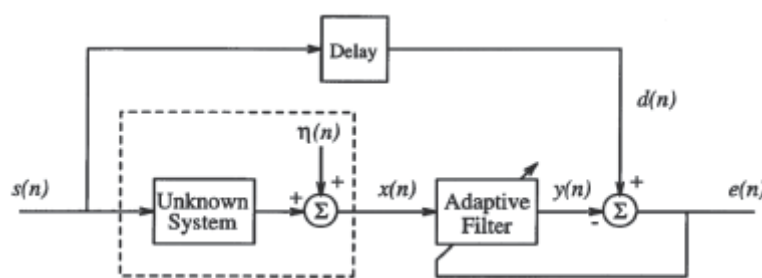 Delay
d(n)
η(n)
s(n)
Unknown
System
+
+
Σ
x(n)
Adaptive
Filter
y(n)
+
-
Σ
e(n)